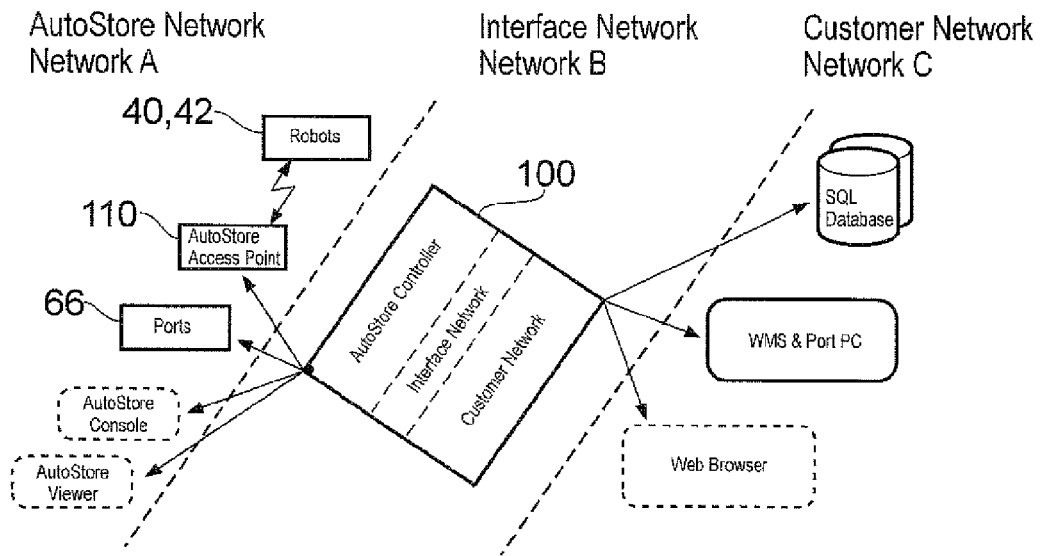 AutoStore Network
Network A
Interface Network
Network B
Customer Network
Network C
40,42
Robots
110
AutoStore
Access Point
66
Ports
AutoStore
Console
AutoStore
Viewer
100
AutoStore Controller
Interface Network
Customer Network
SQL
Database
WMS & Port PC
Web Browser